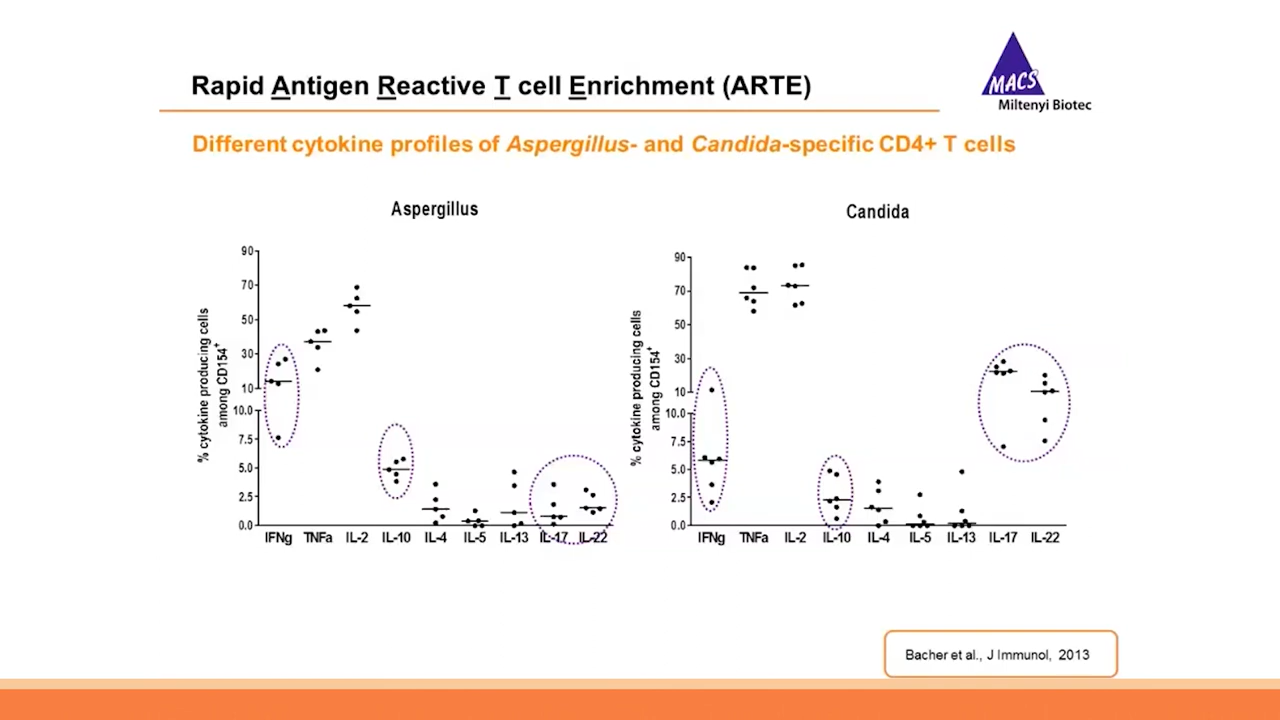 Rapid Antigen Reactive T cell Enrichment (ARTE)
MACS
Miltenyi Biotec
Different cytokine profiles of Aspergillus- and Candida-specific CD4+ T cells
Aspergillus
% cytokine producing cells
among CD154+
90
70
50
30
10
10.0
7.5
5.0
2.5
0.0
IFNg TNFa IL-2 IL-10 IL-4 IL-5 IL-13 IL-17 IL-22
Candida
% cytokine producing cells
among CD154+
90
70
50
30
10
10.0
7.5
5.0
2.5
0.0
IFNg TNFa IL-2 IL-10 IL-4 IL-5 IL-13 IL-17 IL-22
Bacher et al., J Immunol, 2013